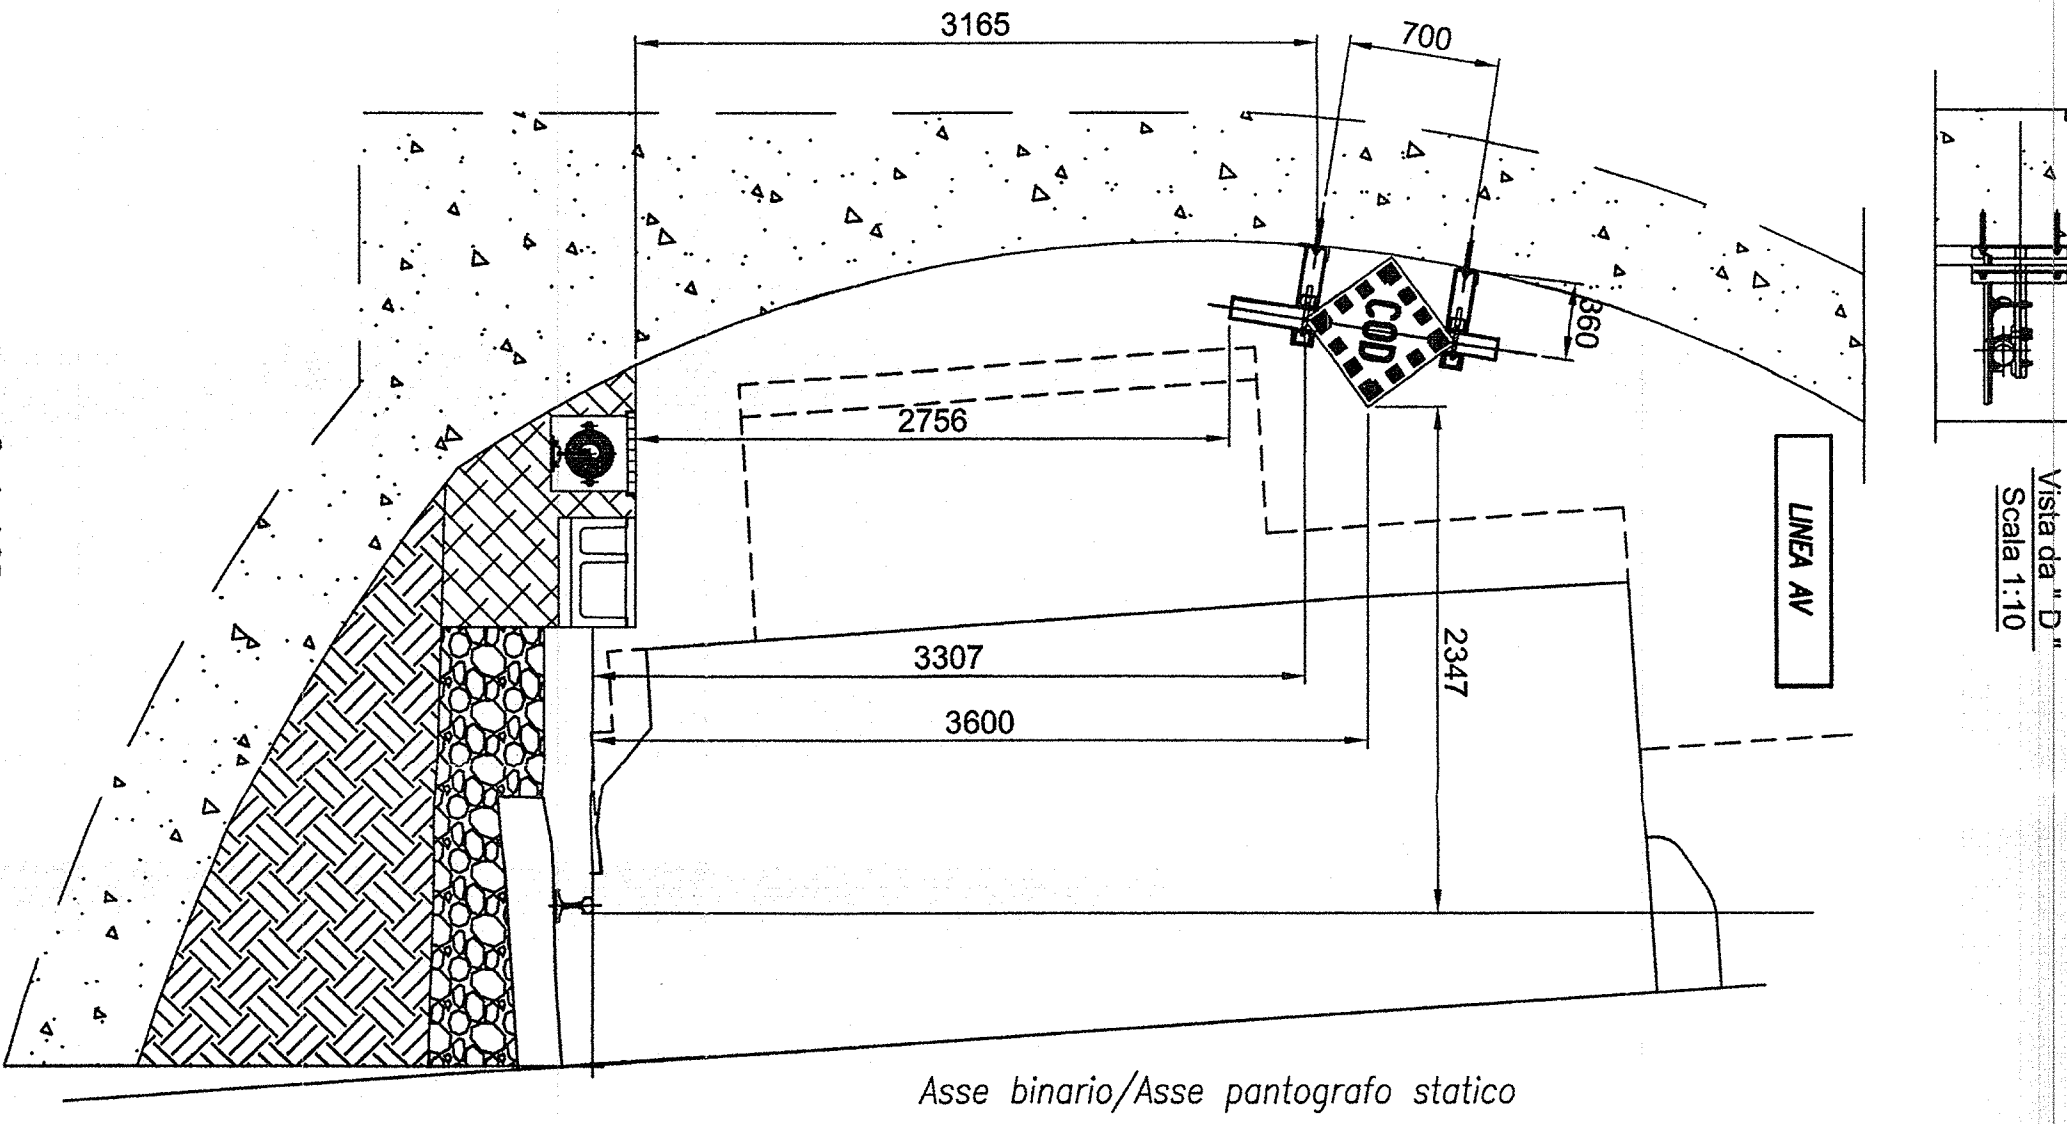 3165
700
360
COD
2756
LINEA AV
Vista da " D "
Scala 1:10
3307
2347
3600
Asse binario/Asse pantografo statico